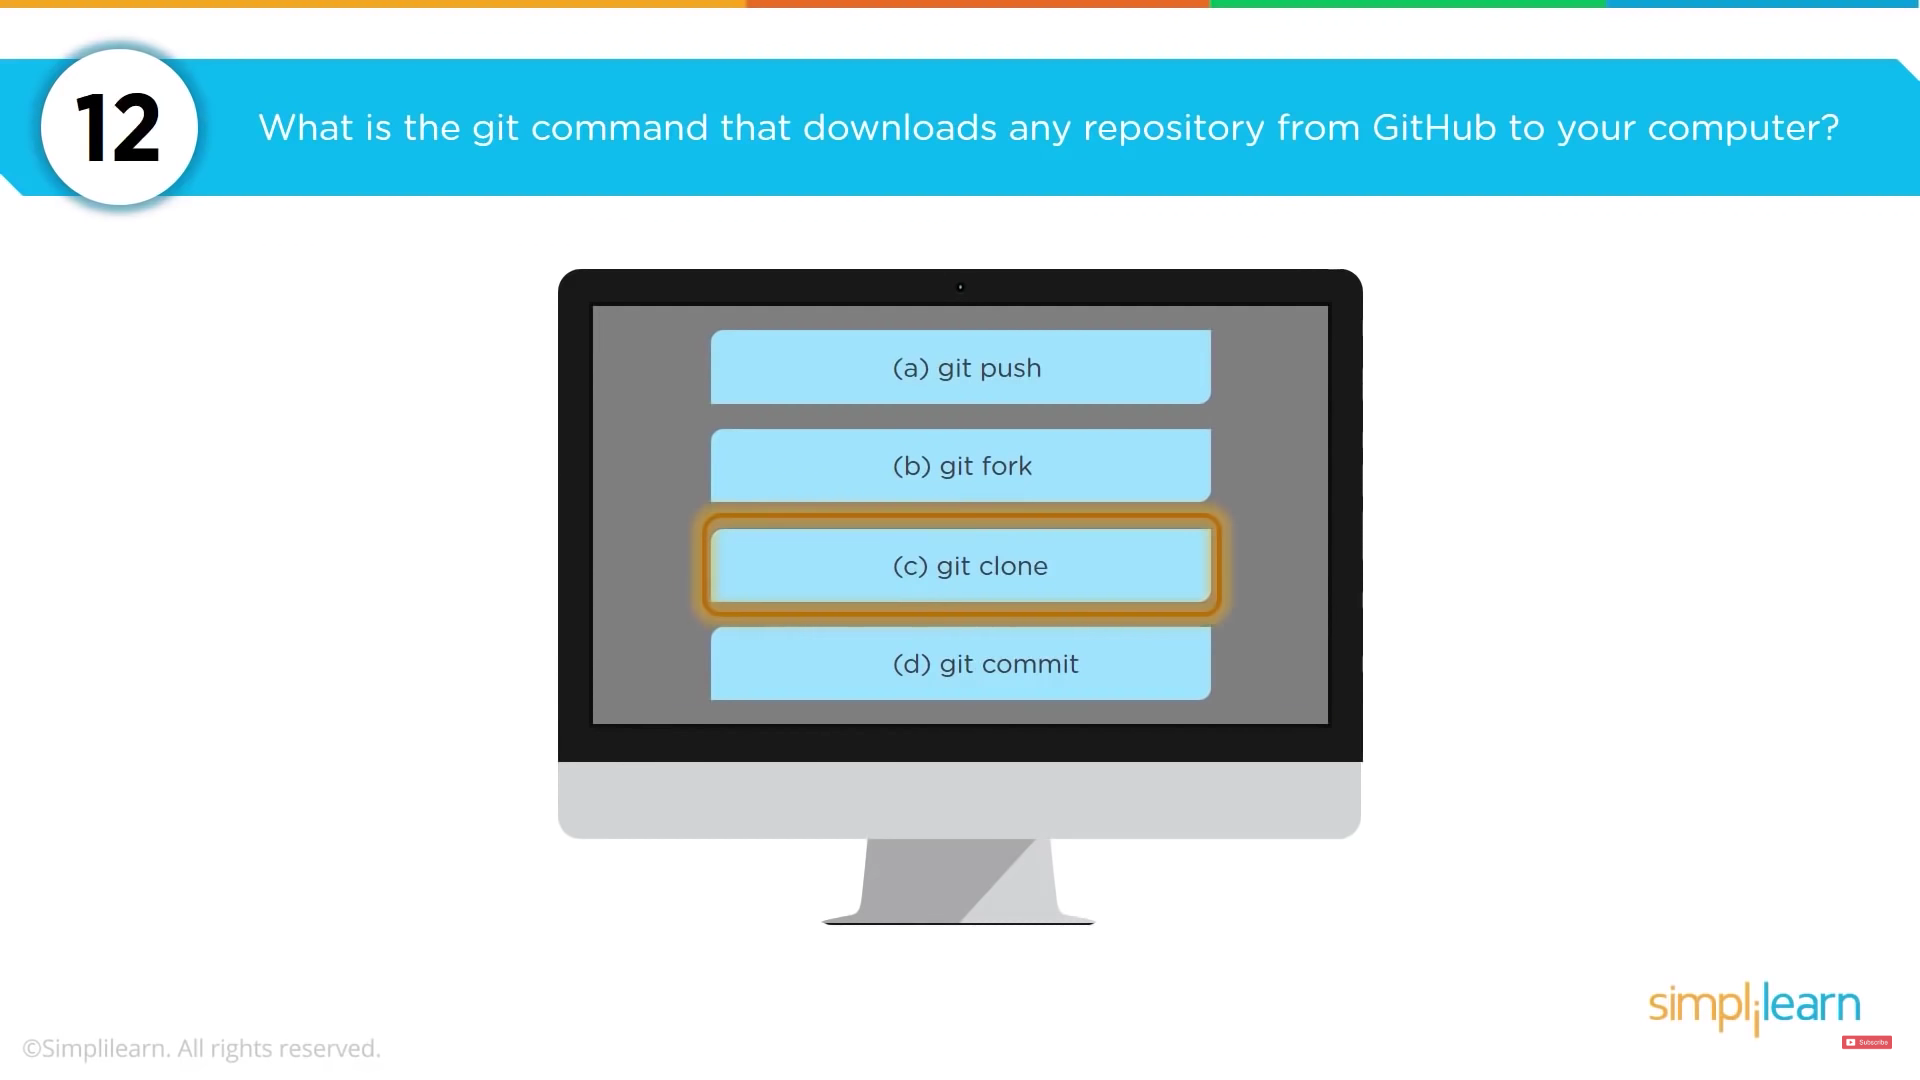 12
What is the git command that downloads any repository from GitHub to your computer?
(a) git push
(b) git fork
(c) git clone
(d) git commit
simplilearn
Subscribe
©Simplilearn. All rights reserved.